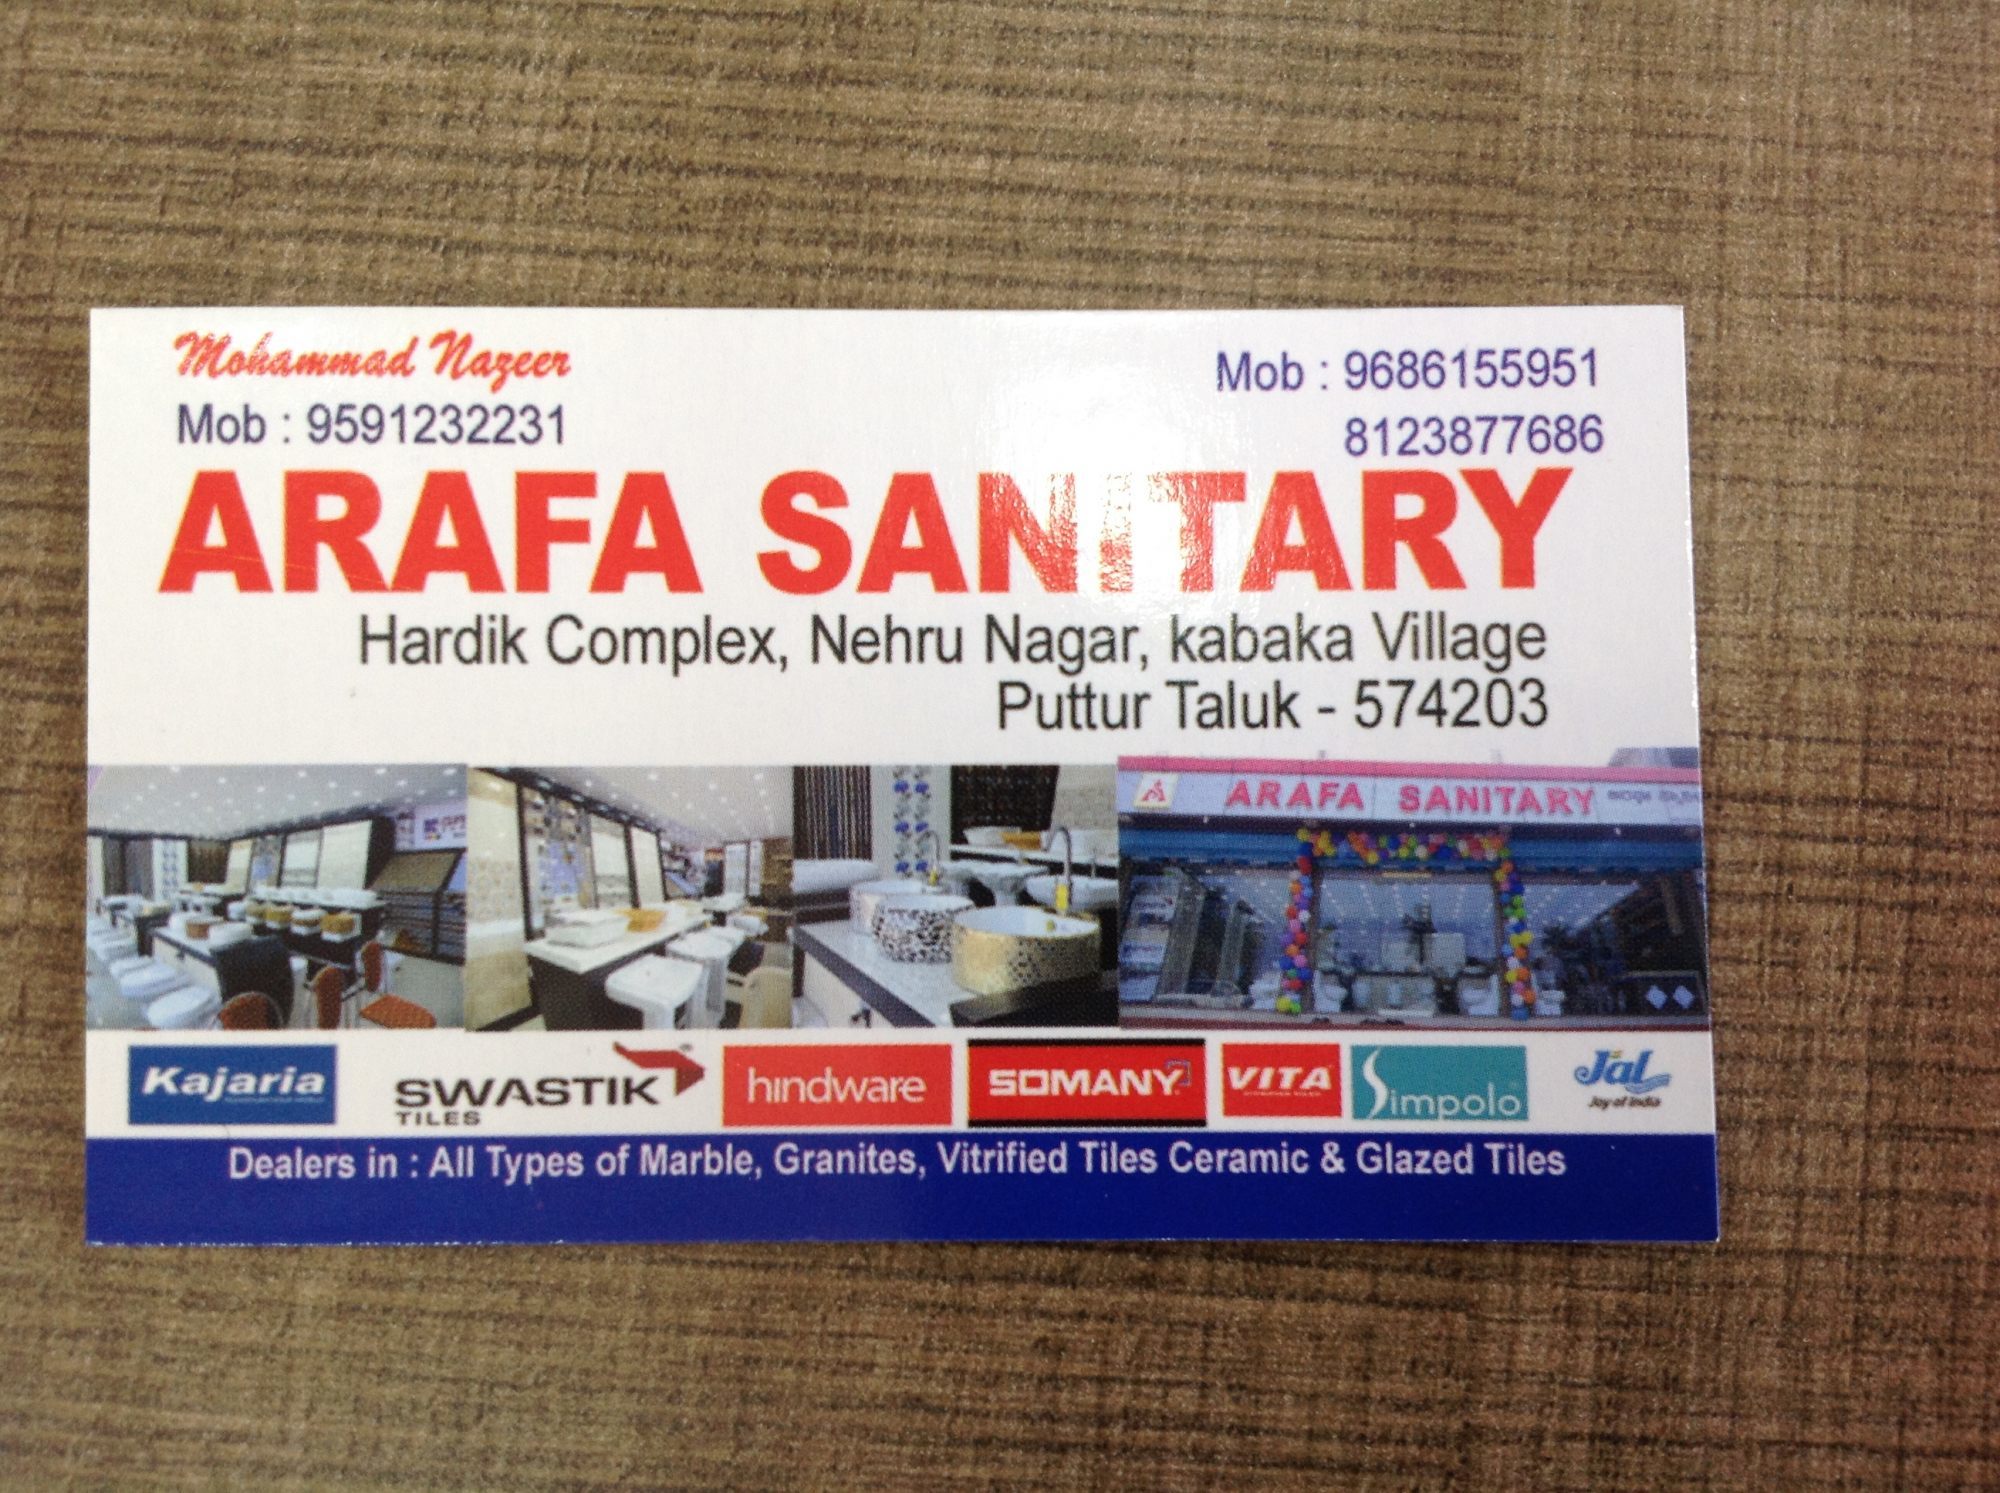 Mohammad Nazeer
Mob : 9591232231
Mob : 9686155951
8123877686
ARAFA SANITARY
Hardik Complex, Nehru Nagar, kabaka Village
Puttur Taluk - 574203
ARAFA SANITARY
Kajaria
SWASTIK
TILES
hindware
SOMANY
VITA
Simpolo
Jal
Joy of India
Dealers in : All Types of Marble, Granites, Vitrified Tiles Ceramic & Glazed Tiles